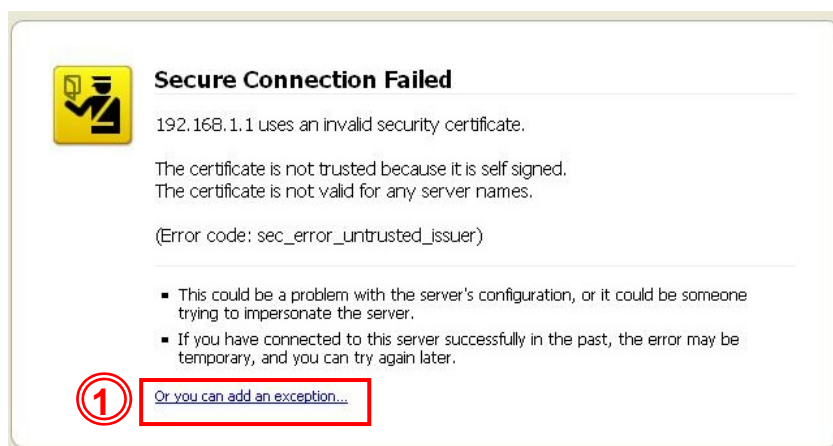 Secure Connection Failed
192.168.1.1 uses an invalid security certificate.
The certificate is not trusted because it is self signed.
The certificate is not valid for any server names.
(Error code: sec_error_untrusted_issuer)
▪ This could be a problem with the server's configuration, or it could be someone
trying to impersonate the server.
▪ If you have connected to this server successfully in the past, the error may be
temporary, and you can try again later.
1 Or you can add an exception...